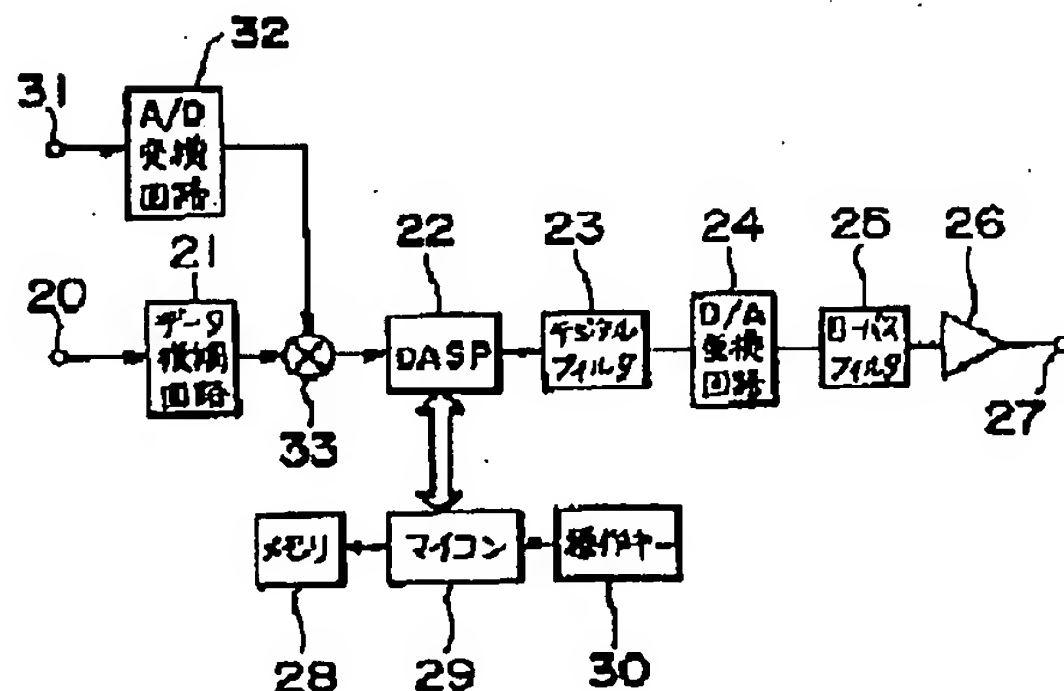 32
31
A/D
変換
回路
20
21
データ
復調
回路
33
22
DASP
23
デジタル
フィルタ
24
D/A
変換
回路
25
ローパス
フィルタ
26
27
メモリ
マイコン
操作キー
28
29
30